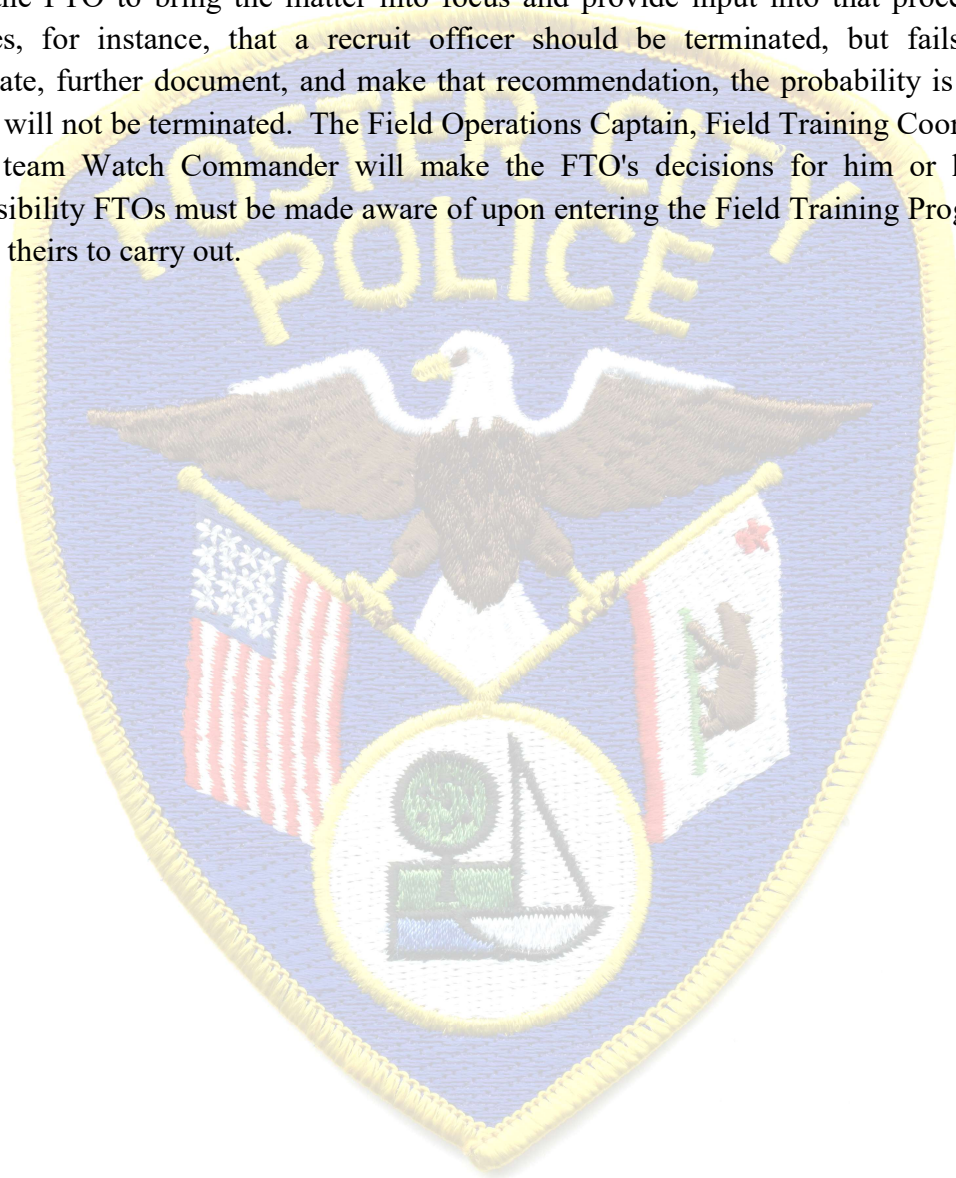 the FTO to bring the matter into focus and provide input into that proce
es, for instance, that a recruit officer should be terminated, but fails
ate, further document, and make that recommendation, the probability is
will not be terminated. The Field Operations Captain, Field Training Coor
team Watch Commander will make the FTO's decisions for him or
sibility FTOs must be made aware of upon entering the Field Training Prog
theirs to carry out.
FOSTER CITY
POLICE